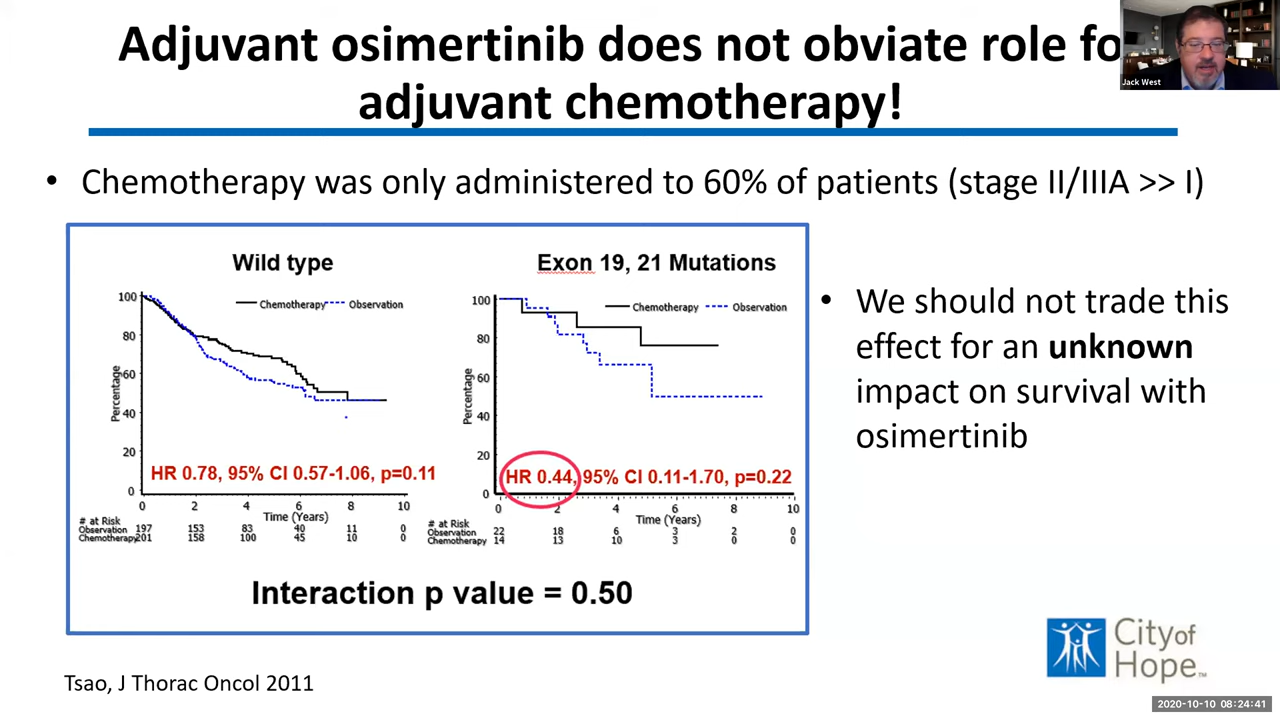 Adjuvant osimertinib does not obviate role fo
adjuvant chemotherapy!
Jack West
• Chemotherapy was only administered to 60% of patients (stage II/IIIA >> I)
Wild type
100
80
60
40
20
0
Percentage
Chemotherapy
Observation
HR 0.78, 95% CI 0.57-1.06, p=0.11
0 2 4 6 8 10
Time (Years)
# at Risk
Observation 197 153 83 40 11 0
Chemotherapy 201 158 100 45 10 0
Exon 19, 21 Mutations
100
80
60
40
20
0
Percentage
Chemotherapy
Observation
HR 0.44, 95% CI 0.11-1.70, p=0.22
0 2 4 6 8 10
Time (Years)
# at Risk
Observation 22 18 6 3 2 0
Chemotherapy 14 13 10 3 0 0
Interaction p value = 0.50
• We should not trade this
effect for an unknown
impact on survival with
osimertinib
Tsao, J Thorac Oncol 2011
City of
Hope™
2020-10-10 08:24:41